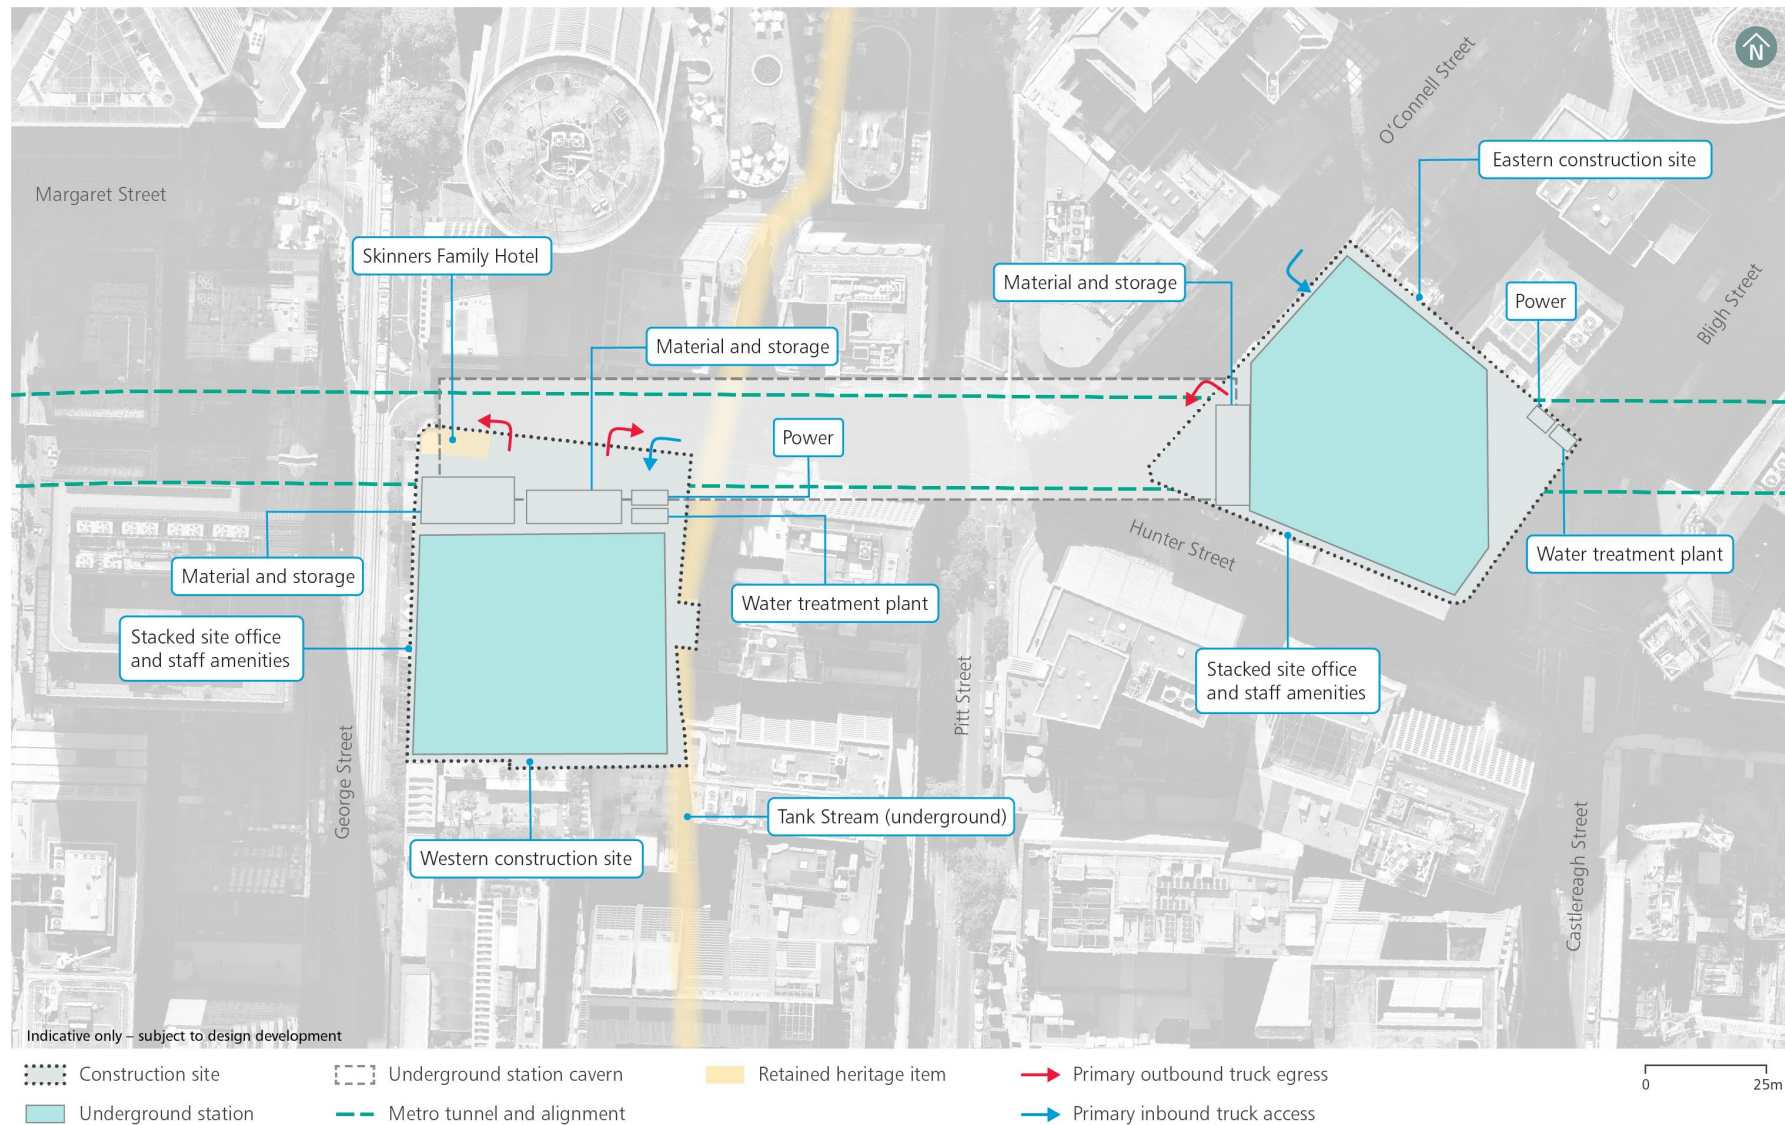 N
O'Connell Street
Eastern construction site
Margaret Street
Skinners Family Hotel
Material and storage
Power
Bligh Street
Material and storage
Power
Hunter Street
Water treatment plant
Material and storage
Water treatment plant
Stacked site office
and staff amenities
Stacked site office
and staff amenities
Pitt Street
George Street
Tank Stream (underground)
Western construction site
Castlereagh Street
Indicative only – subject to design development
Construction site
Underground station cavern
Retained heritage item
Primary outbound truck egress
0
25m
Underground station
Metro tunnel and alignment
Primary inbound truck access